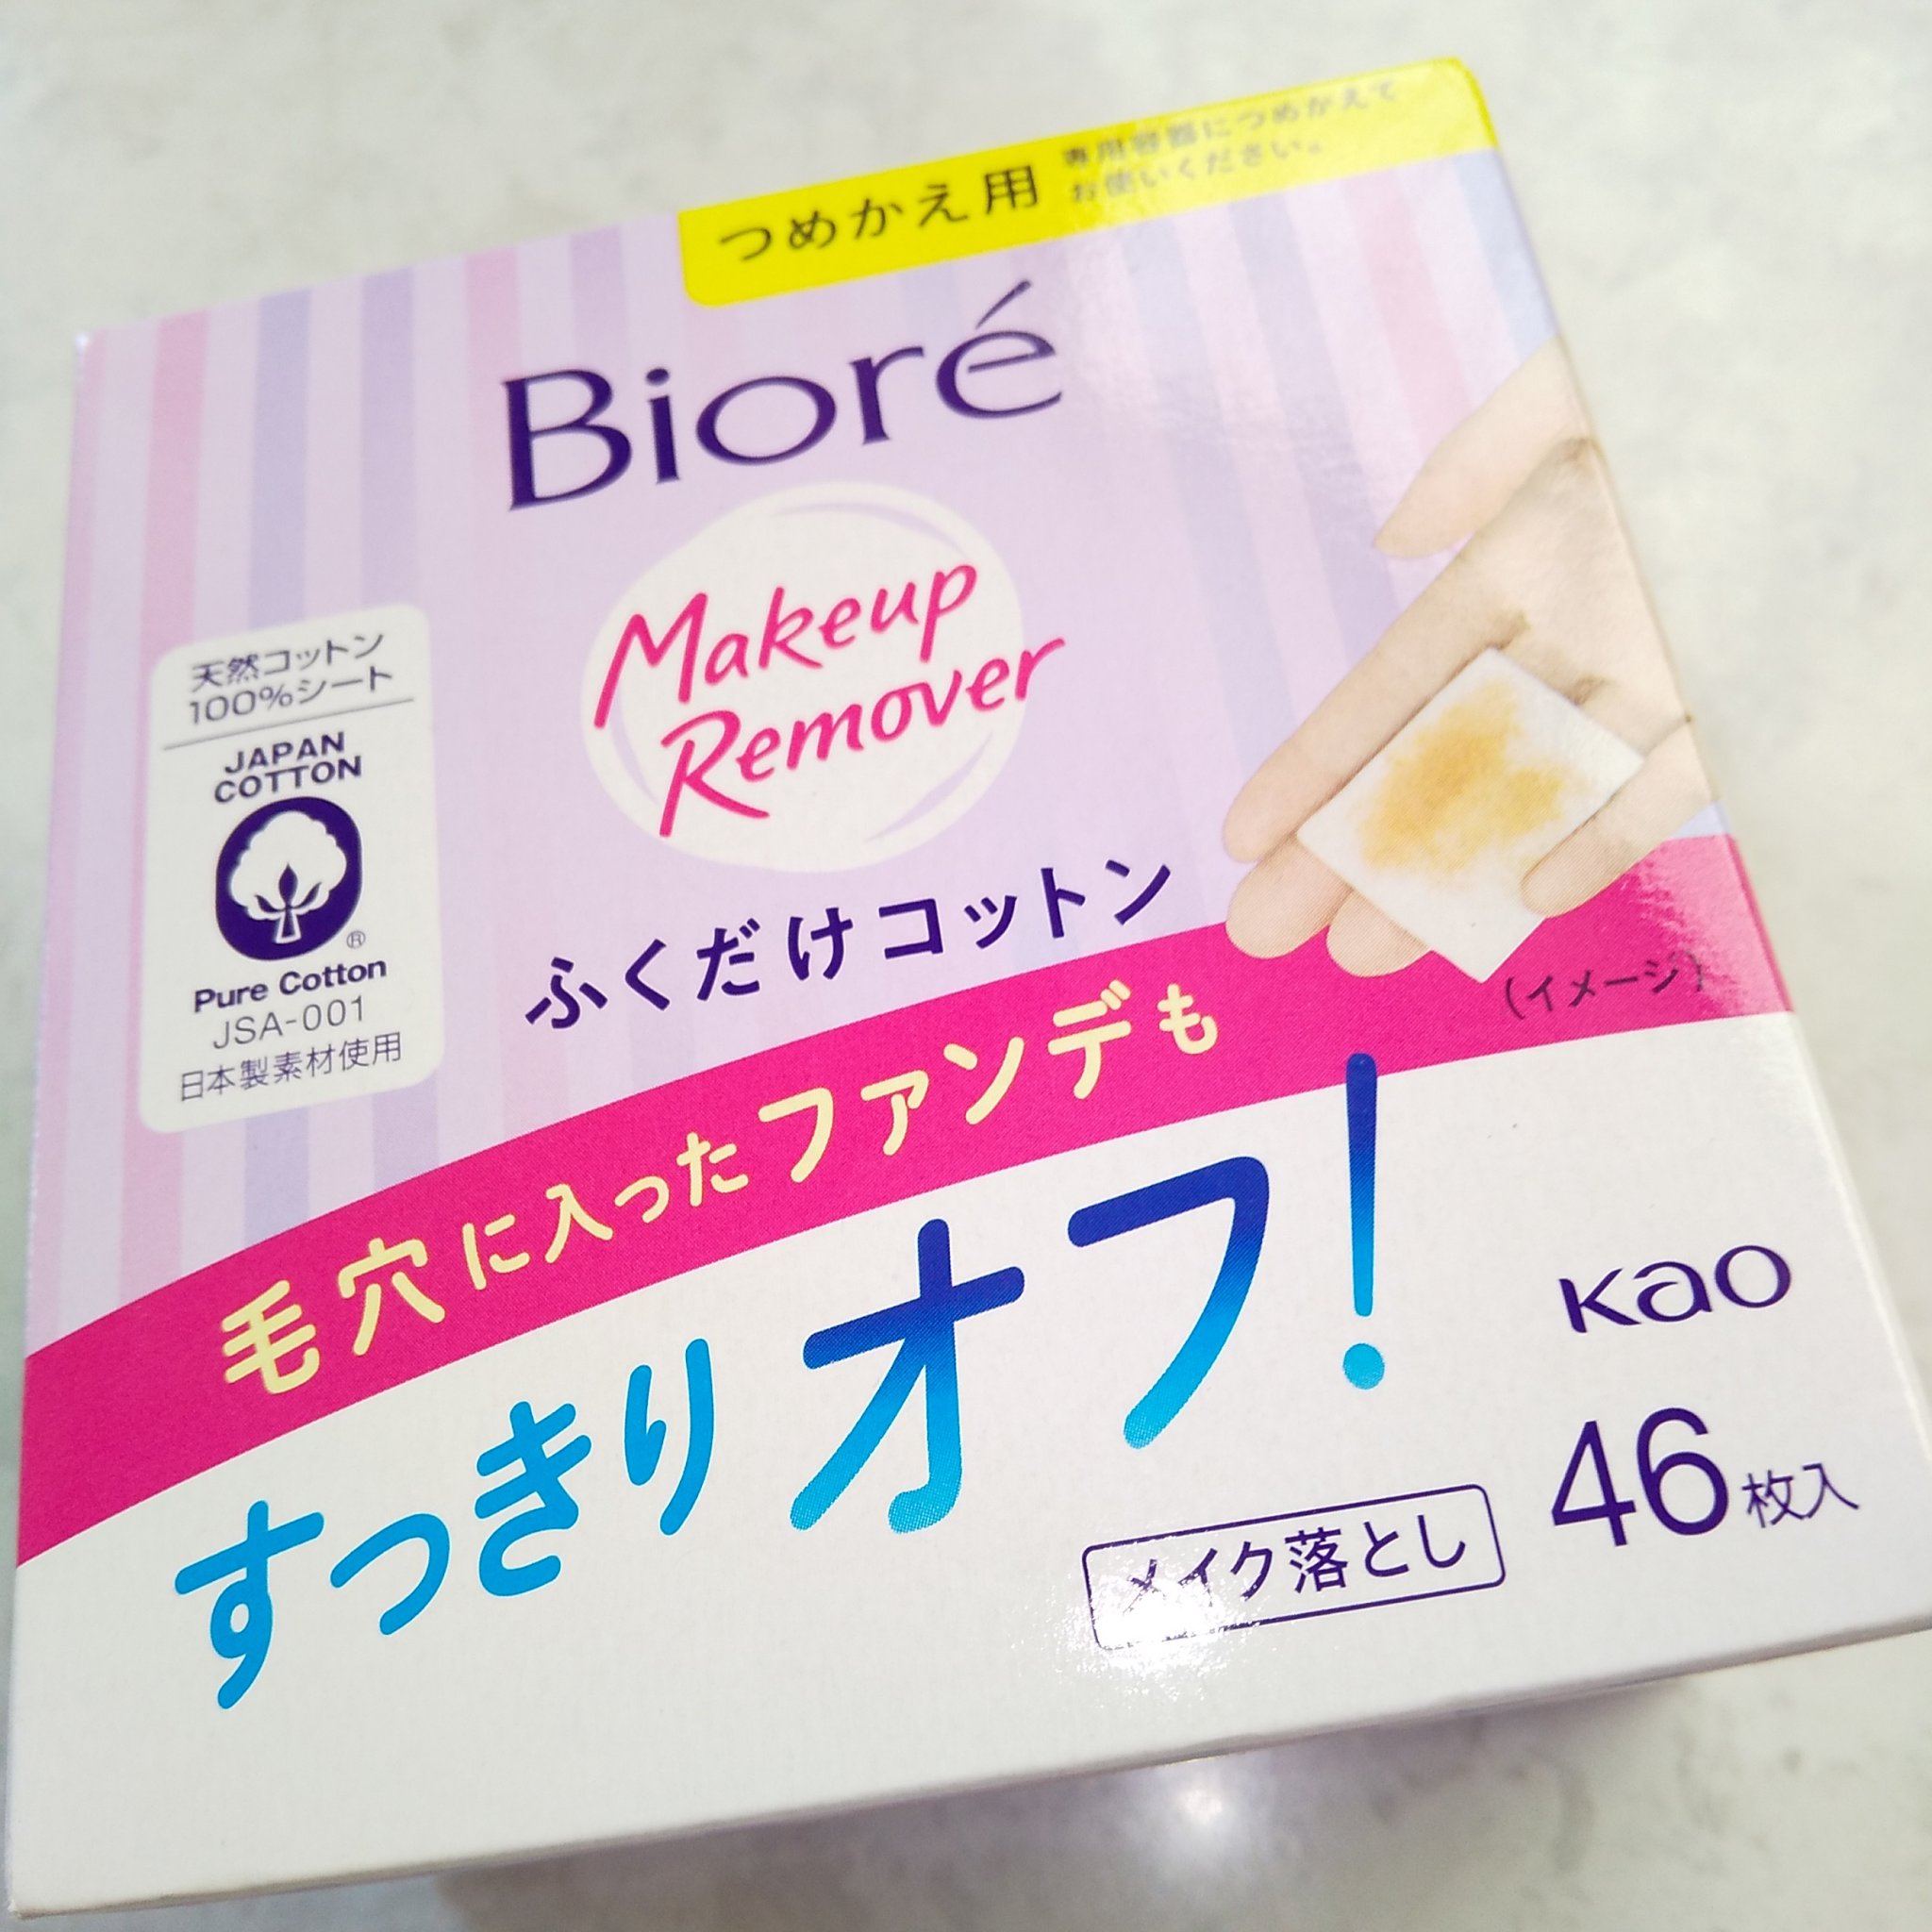 つめかえ用
専用容器につめかえて
お使いください。
Bioré
Makeup
Remover
天然コットン
100%シート
JAPAN
COTTON
®
Pure Cotton
JSA-001
日本製素材使用
ふくだけコットン
(イメージ)
毛穴に入ったファンデも
すっきりオフ!
Kao
メイク落とし
46枚入